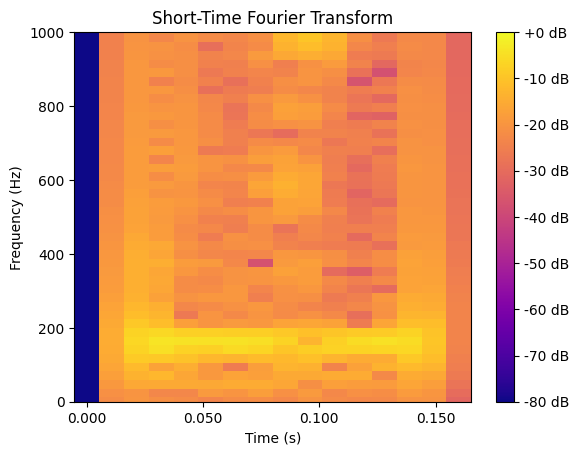 Short-Time Fourier Transform
1000
800
600
400
200
0
Frequency (Hz)
0.000
0.050
0.100
0.150
Time (s)
+0 dB
-10 dB
-20 dB
-30 dB
-40 dB
-50 dB
-60 dB
-70 dB
-80 dB